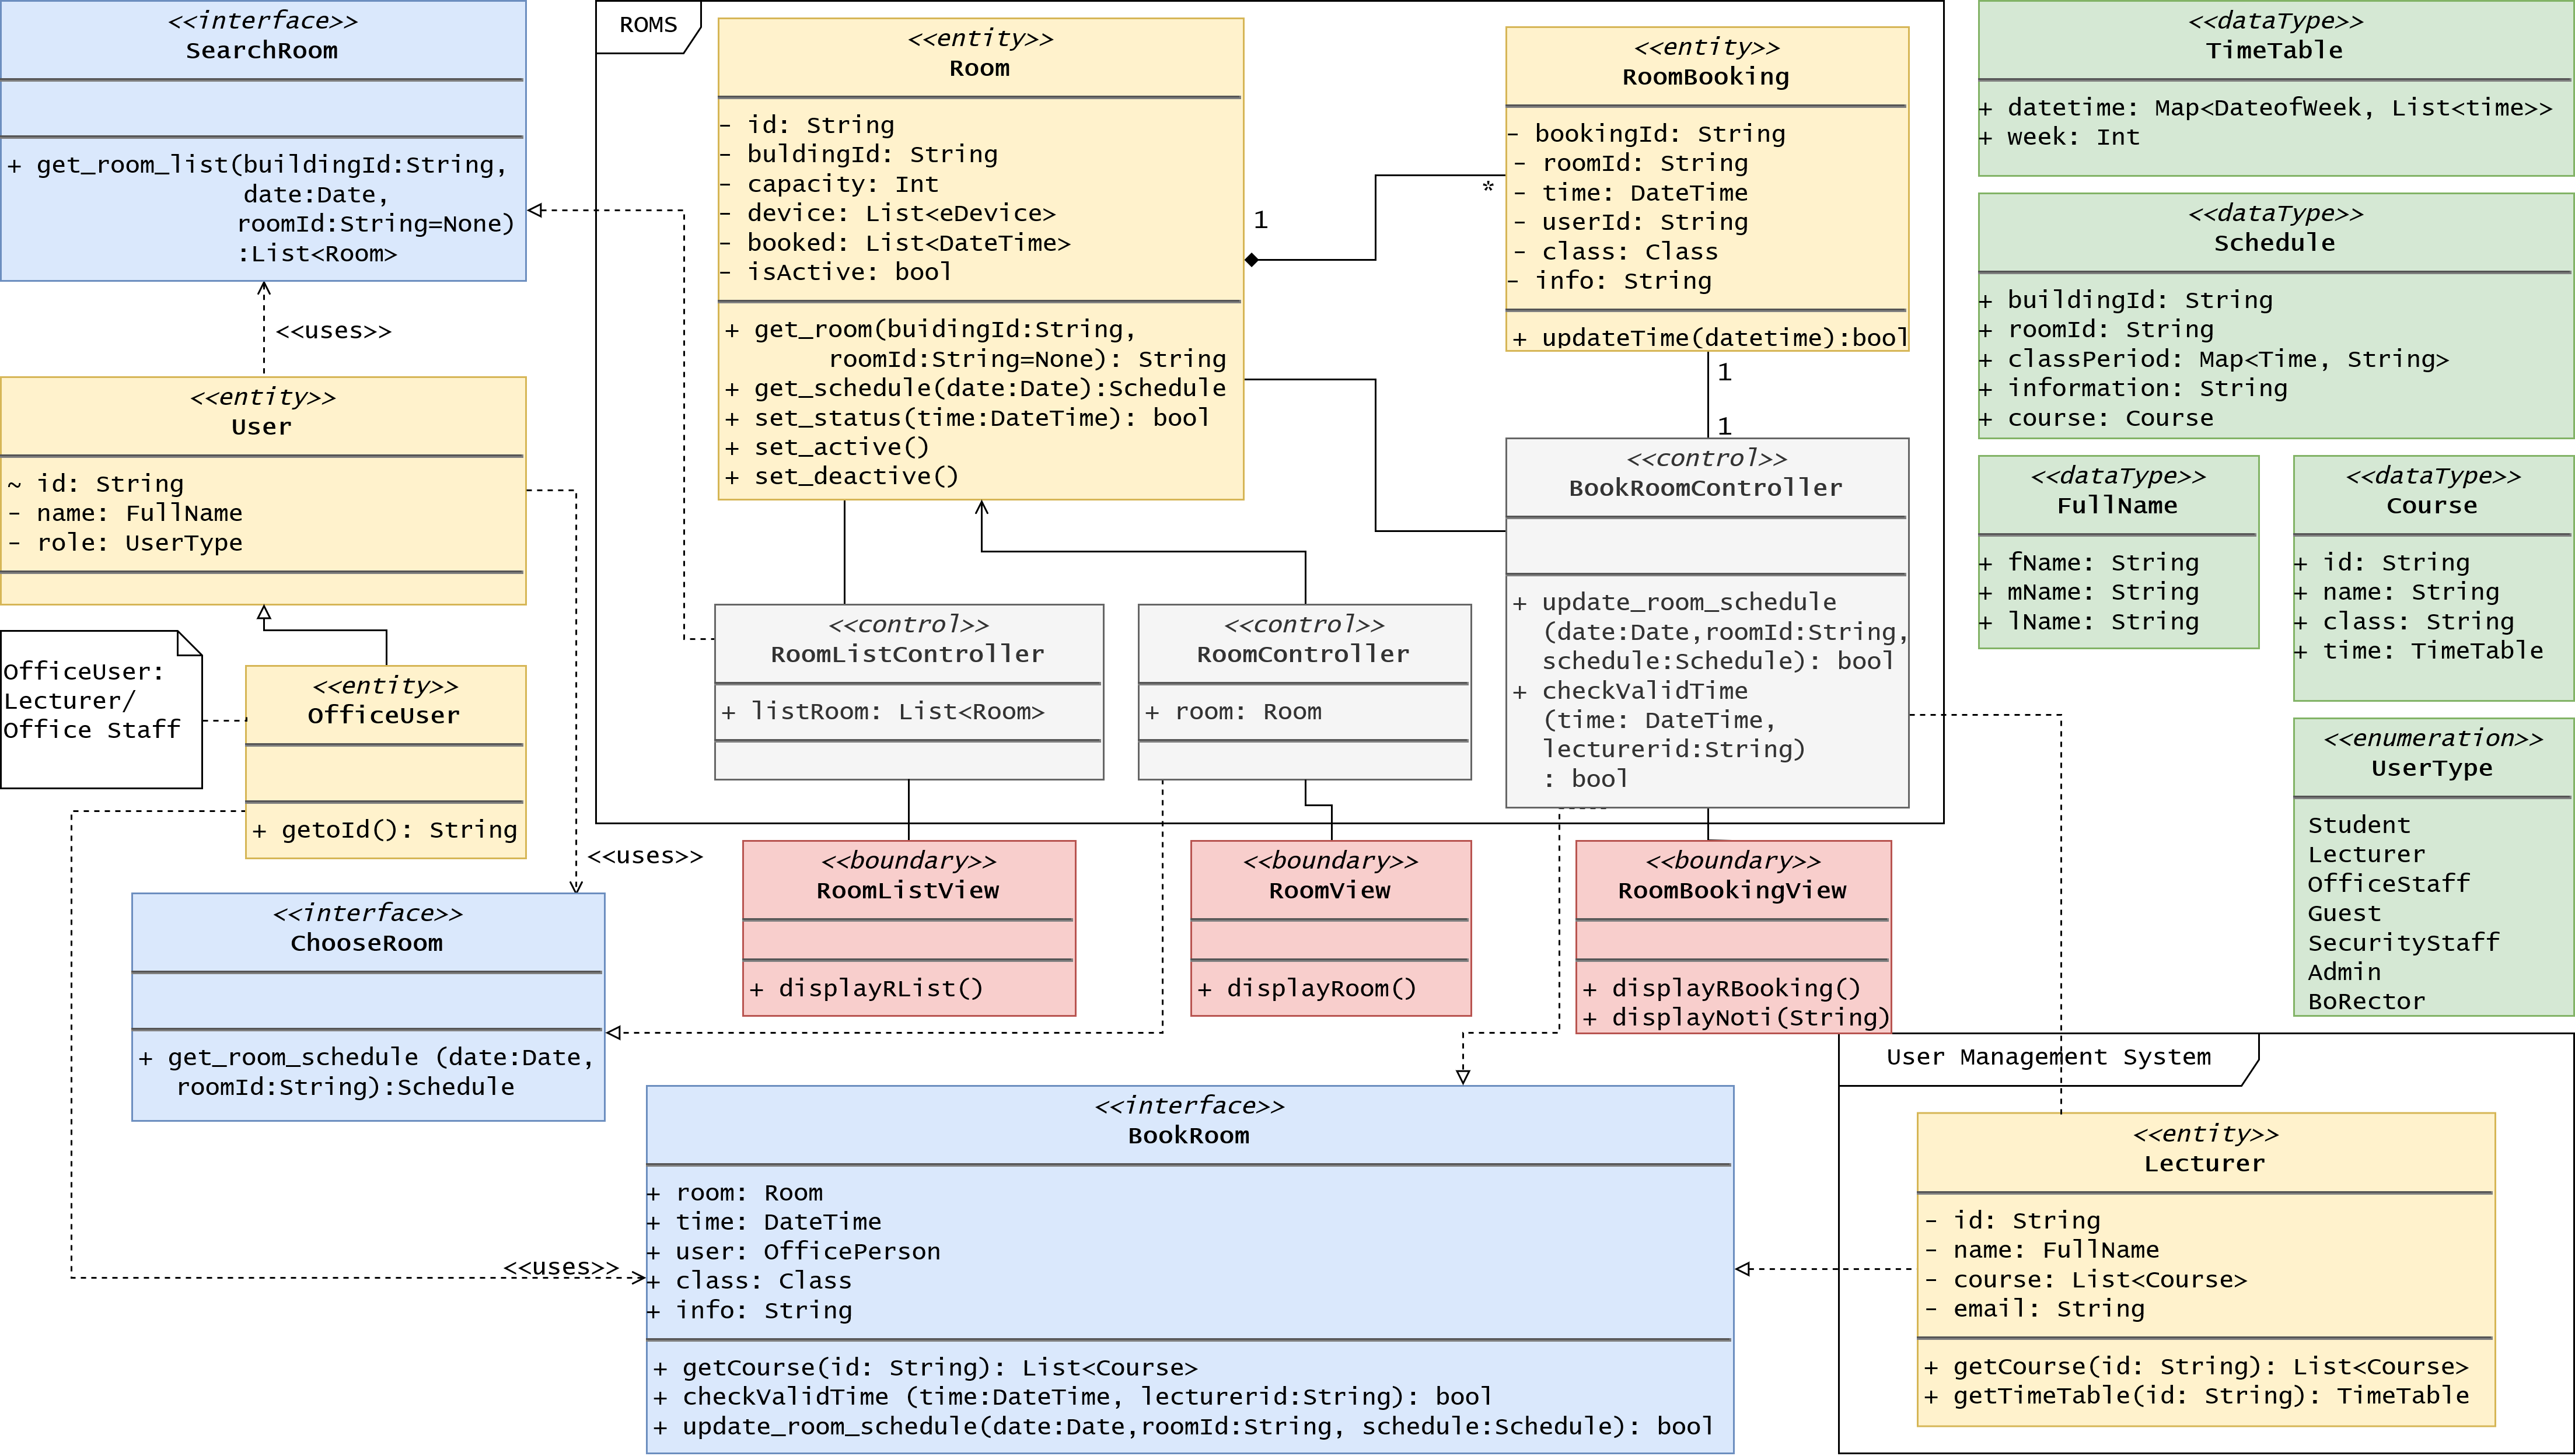 <<interface>>
SearchRoom
+ get_room_list(buildingId:String,
date:Date,
roomId:String=None)
:List<Room>
<<uses>>
<<entity>>
User
~ id: String
- name: FullName
- role: UserType
OfficeUser:
Lecturer/
Office Staff
<<entity>>
OfficeUser
+ getoId(): String
<<uses>>
<<interface>>
ChooseRoom
+ get_room_schedule (date:Date,
roomId:String):Schedule
<<uses>>
ROMS
<<entity>>
Room
- id: String
- buldingId: String
- capacity: Int
- device: List<eDevice>
- booked: List<DateTime>
- isActive: bool
+ get_room(buidingId:String,
roomId:String=None): String
+ get_schedule(date:Date):Schedule
+ set_status(time:DateTime): bool
+ set_active()
+ set_deactive()
1
*
<<entity>>
RoomBooking
- bookingId: String
- roomId: String
- time: DateTime
- userId: String
- class: Class
- info: String
+ updateTime(datetime):bool
1
1
<<control>>
BookRoomController
+ update_room_schedule
(date:Date,roomId:String,
schedule:Schedule): bool
+ checkValidTime
(time: DateTime,
lecturerid:String)
: bool
<<control>>
RoomListController
+ listRoom: List<Room>
<<control>>
RoomController
+ room: Room
<<boundary>>
RoomListView
+ displayRList()
<<boundary>>
RoomView
+ displayRoom()
<<boundary>>
RoomBookingView
+ displayRBooking()
+ displayNoti(String)
<<interface>>
BookRoom
+ room: Room
+ time: DateTime
+ user: OfficePerson
+ class: Class
+ info: String
+ getCourse(id: String): List<Course>
+ checkValidTime (time:DateTime, lecturerid:String): bool
+ update_room_schedule(date:Date,roomId:String, schedule:Schedule): bool
<<dataType>>
TimeTable
+ datetime: Map<DateofWeek, List<time>>
+ week: Int
<<dataType>>
Schedule
+ buildingId: String
+ roomId: String
+ classPeriod: Map<Time, String>
+ information: String
+ course: Course
<<dataType>>
FullName
+ fName: String
+ mName: String
+ lName: String
<<dataType>>
Course
+ id: String
+ name: String
+ class: String
+ time: TimeTable
<<enumeration>>
UserType
Student
Lecturer
OfficeStaff
Guest
SecurityStaff
Admin
BoRector
User Management System
<<entity>>
Lecturer
- id: String
- name: FullName
- course: List<Course>
- email: String
+ getCourse(id: String): List<Course>
+ getTimeTable(id: String): TimeTable